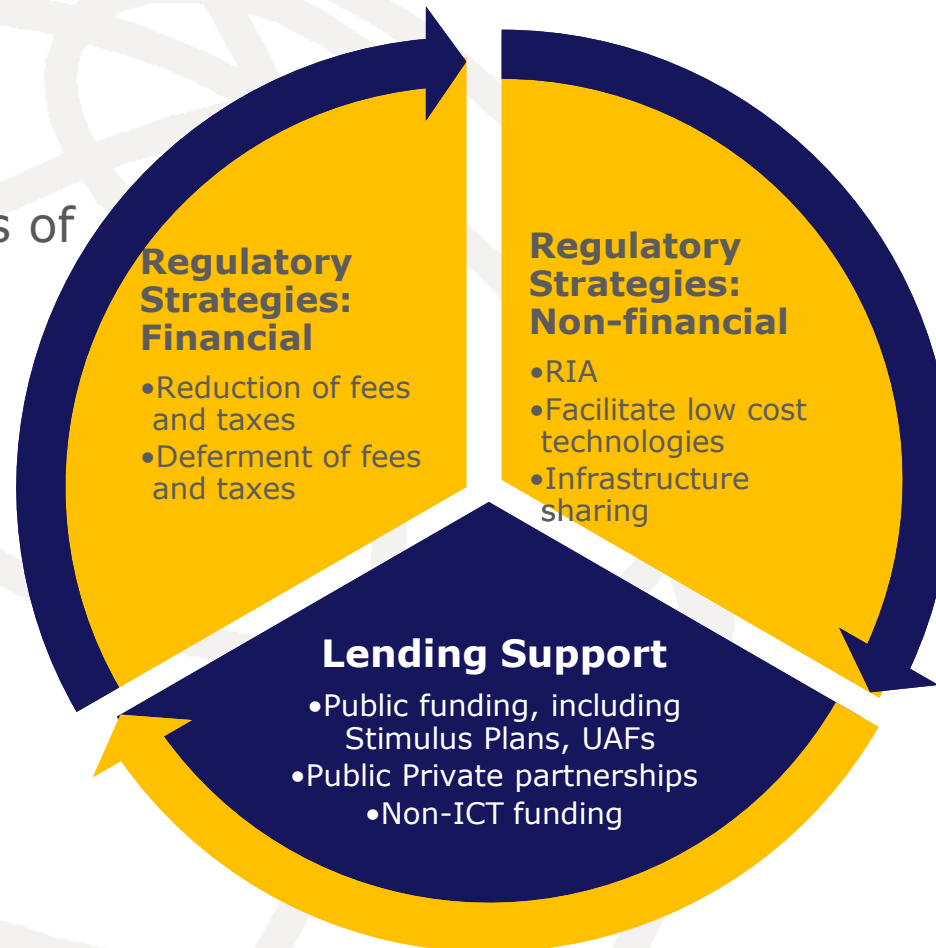 s of
Regulatory
Strategies:
Financial
•Reduction of fees
and taxes
•Deferment of fees
and taxes
Regulatory
Strategies:
Non-financial
•RIA
•Facilitate low cost
technologies
•Infrastructure
sharing
Lending Support
•Public funding, including
Stimulus Plans, UAFs
•Public Private partnerships
•Non-ICT funding